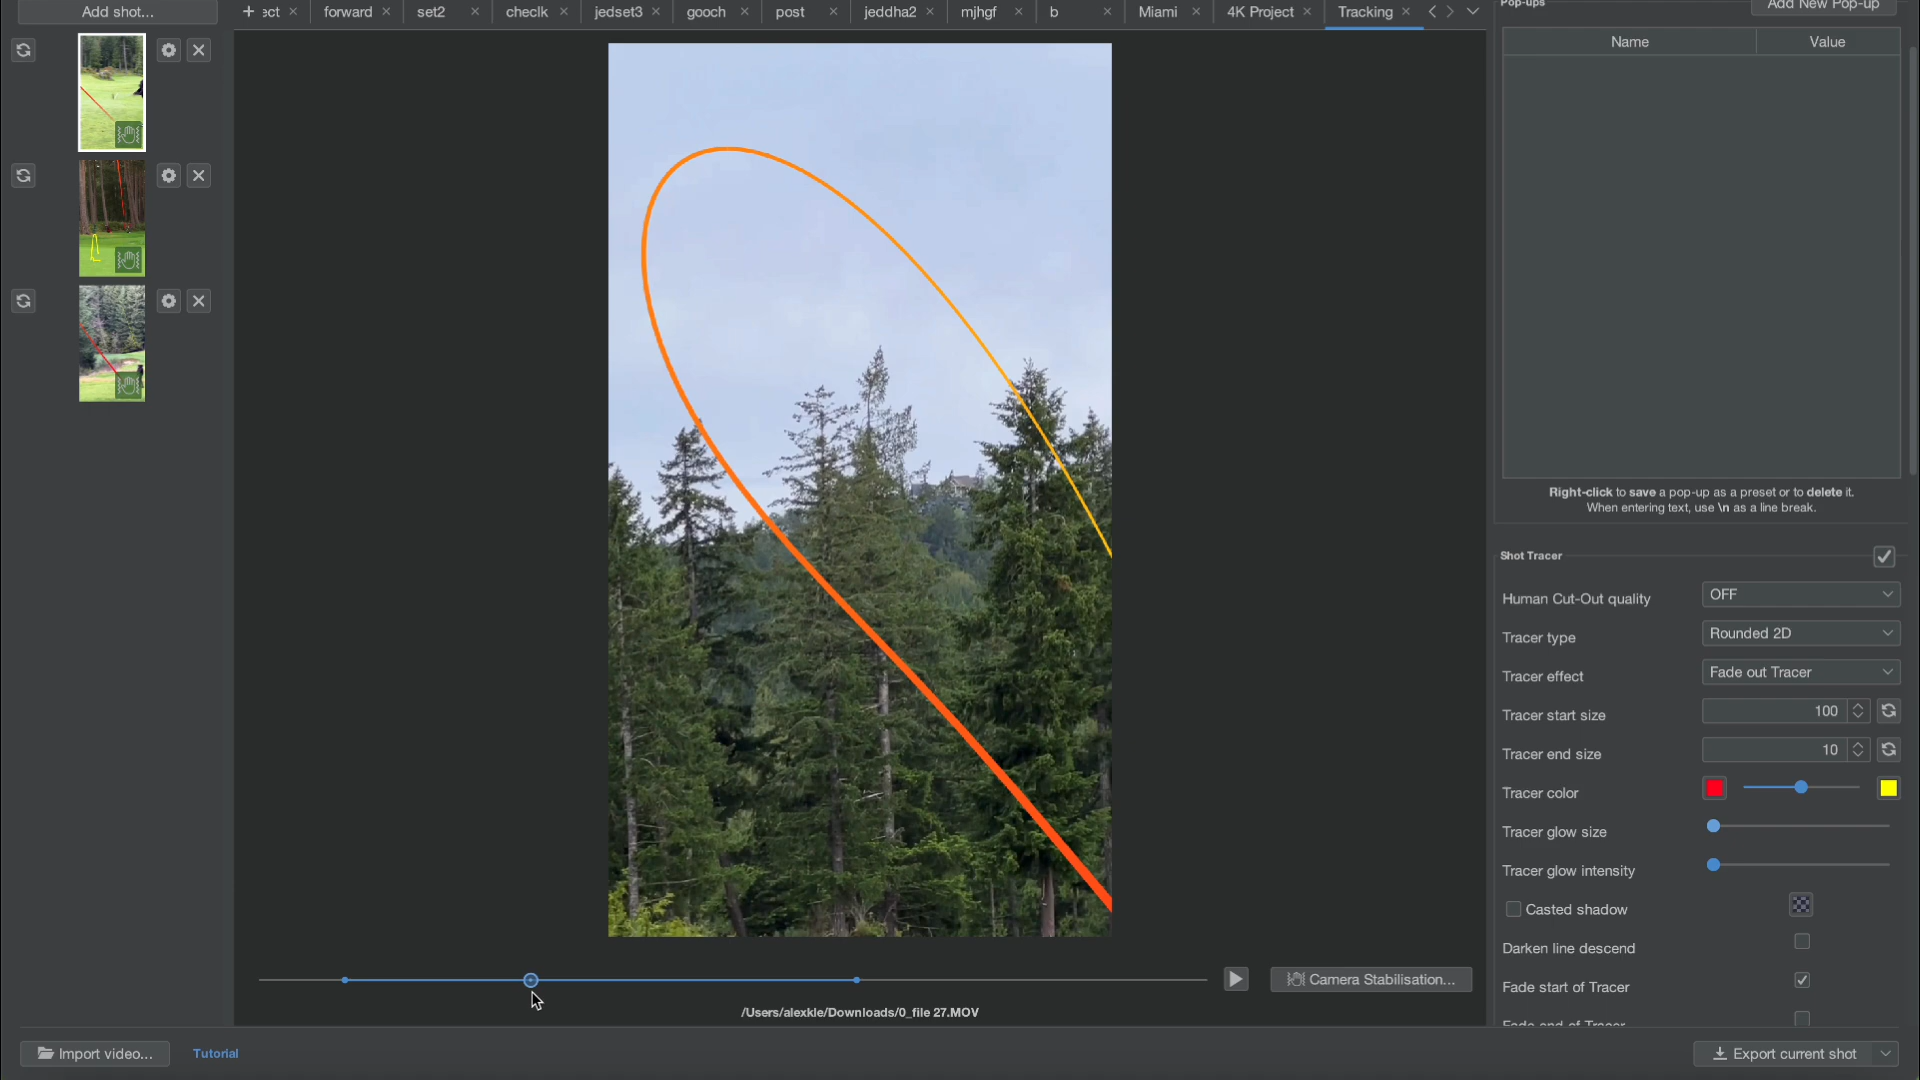 Add shot...
ect
forward
set2
checlk
jedset3
gooch
post
jeddha2
mjhgf
b
Miami
4K Project
Tracking
Pop-ups
Add New Pop-up
Name
Value
Right-click to save a pop-up as a preset or to delete it.
When entering text, use \n as a line break.
Shot Tracer
Human Cut-Out quality
OFF
Tracer type
Rounded 2D
Tracer effect
Fade out Tracer
Tracer start size
100
Tracer end size
10
Tracer color
Tracer glow size
Tracer glow intensity
Casted shadow
Darken line descend
Fade start of Tracer
Fade end of Tracer
Camera Stabilisation...
/Users/alexkle/Downloads/0_file 27.MOV
Import video...
Tutorial
Export current shot